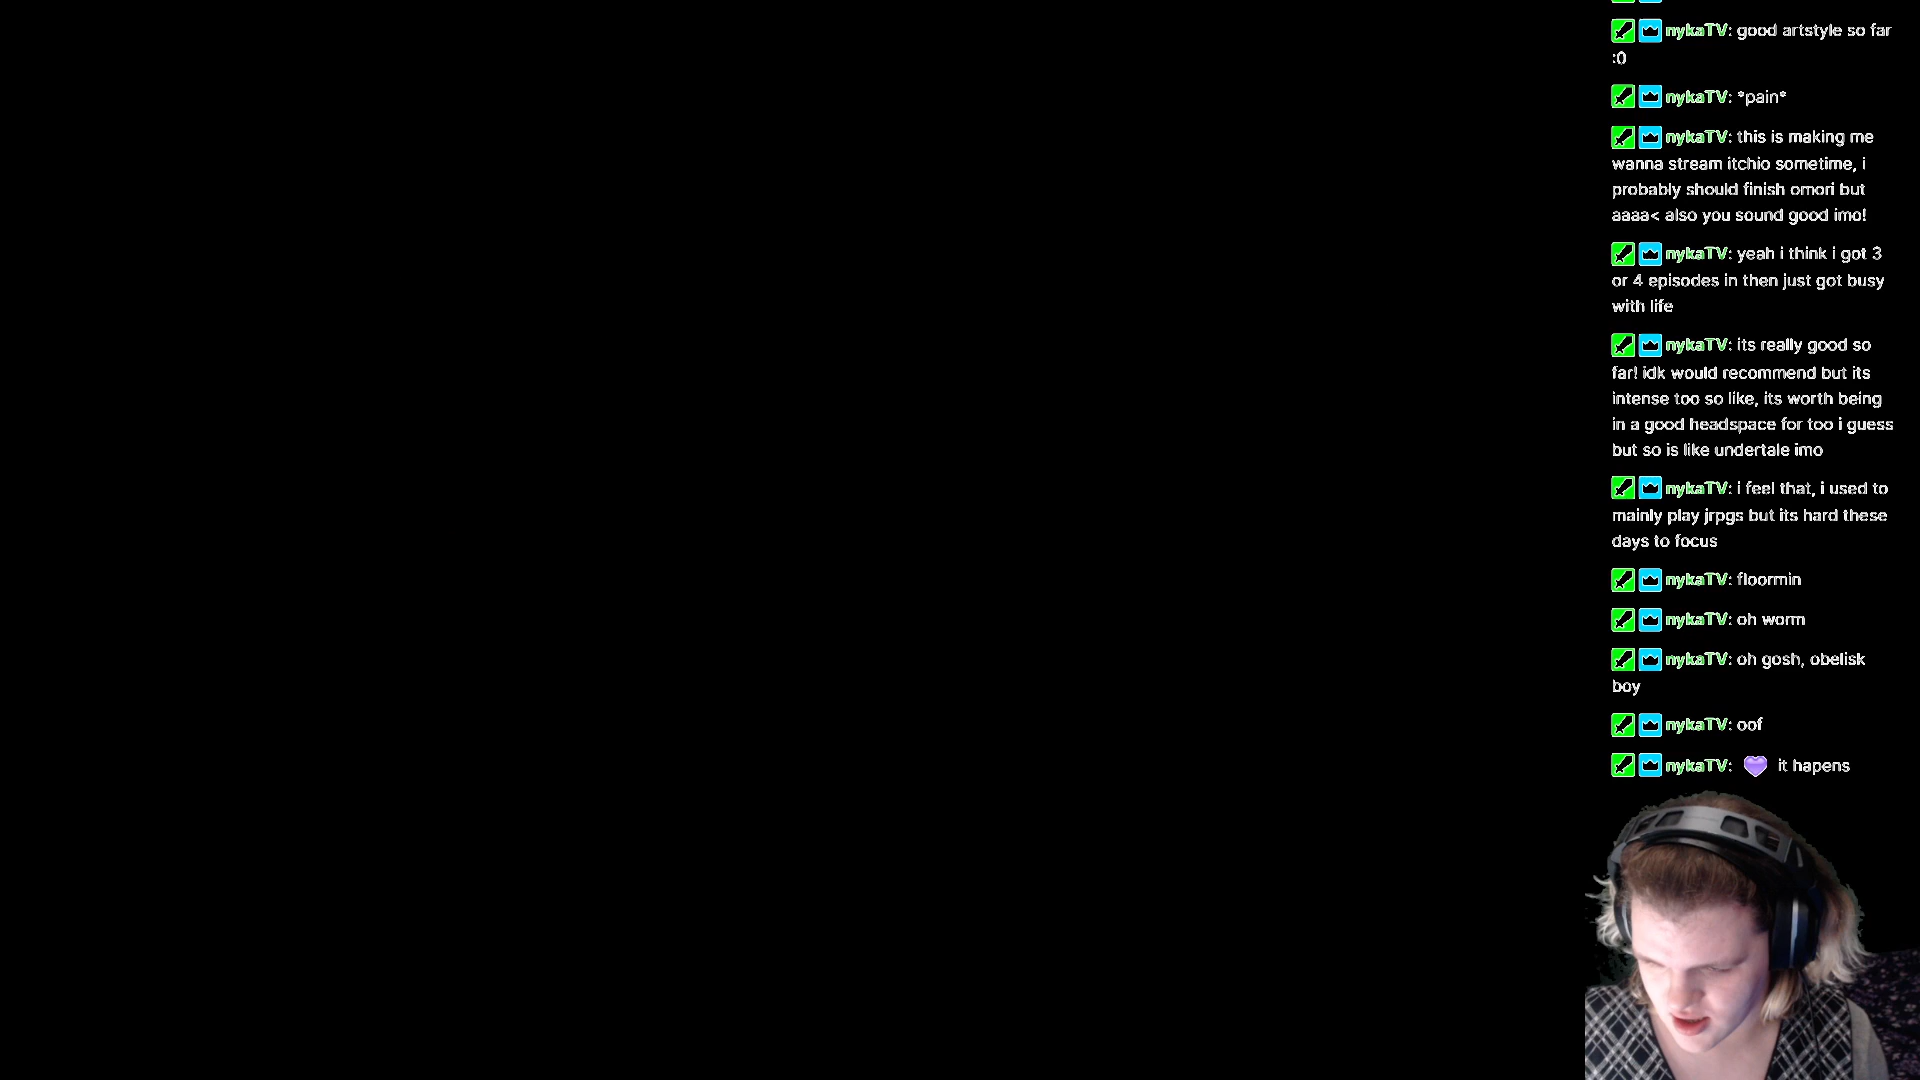 nykaTV: good artstyle so far
:0
nykaTV: *pain*
nykaTV: this is making me
wanna stream itchio sometime, i
probably should finish omori but
aaaa< also you sound good imo!
nykaTV: yeah i think i got 3
or 4 episodes in then just got busy
with life
nykaTV: its really good so
far! idk would recommend but its
intense too so like, its worth being
in a good headspace for too i guess
but so is like undertale imo
nykaTV: i feel that, i used to
mainly play jrpgs but its hard these
days to focus
nykaTV: floormin
nykaTV: oh worm
nykaTV: oh gosh, obelisk
boy
nykaTV: oof
nykaTV: 💜 it hapens